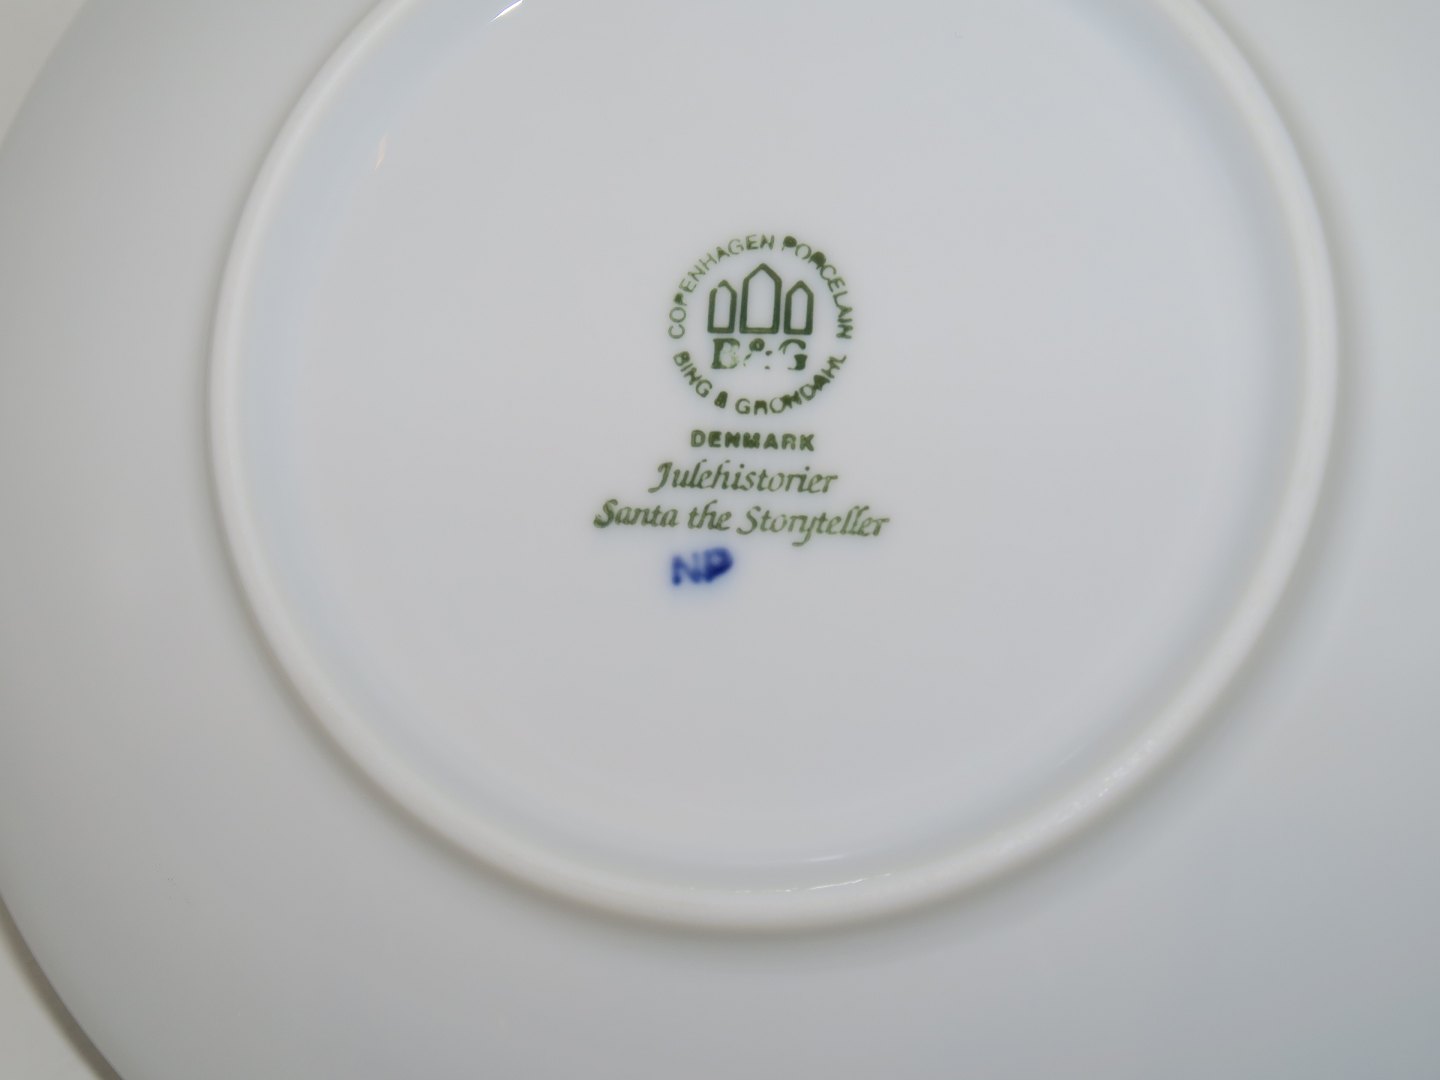 COPENHAGEN PORCELAIN
B&G
BING & GRONDAHL
DENMARK
Julehistorier
Santa the Storyteller
NP